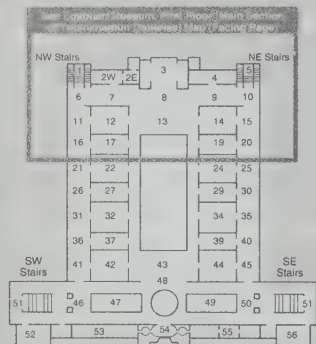 NW Stairs NE Stairs
1 2W 2E 3 4 5
6 7 8 9 10
11 12 13 14 15
16 17 19 20
21 22 24 25
26 27 29 30
31 32 34 35
36 37 39 40
SW Stairs SE Stairs
41 42 43 44 45
48
51 46 47 49 50 51
52 53 54 55 56